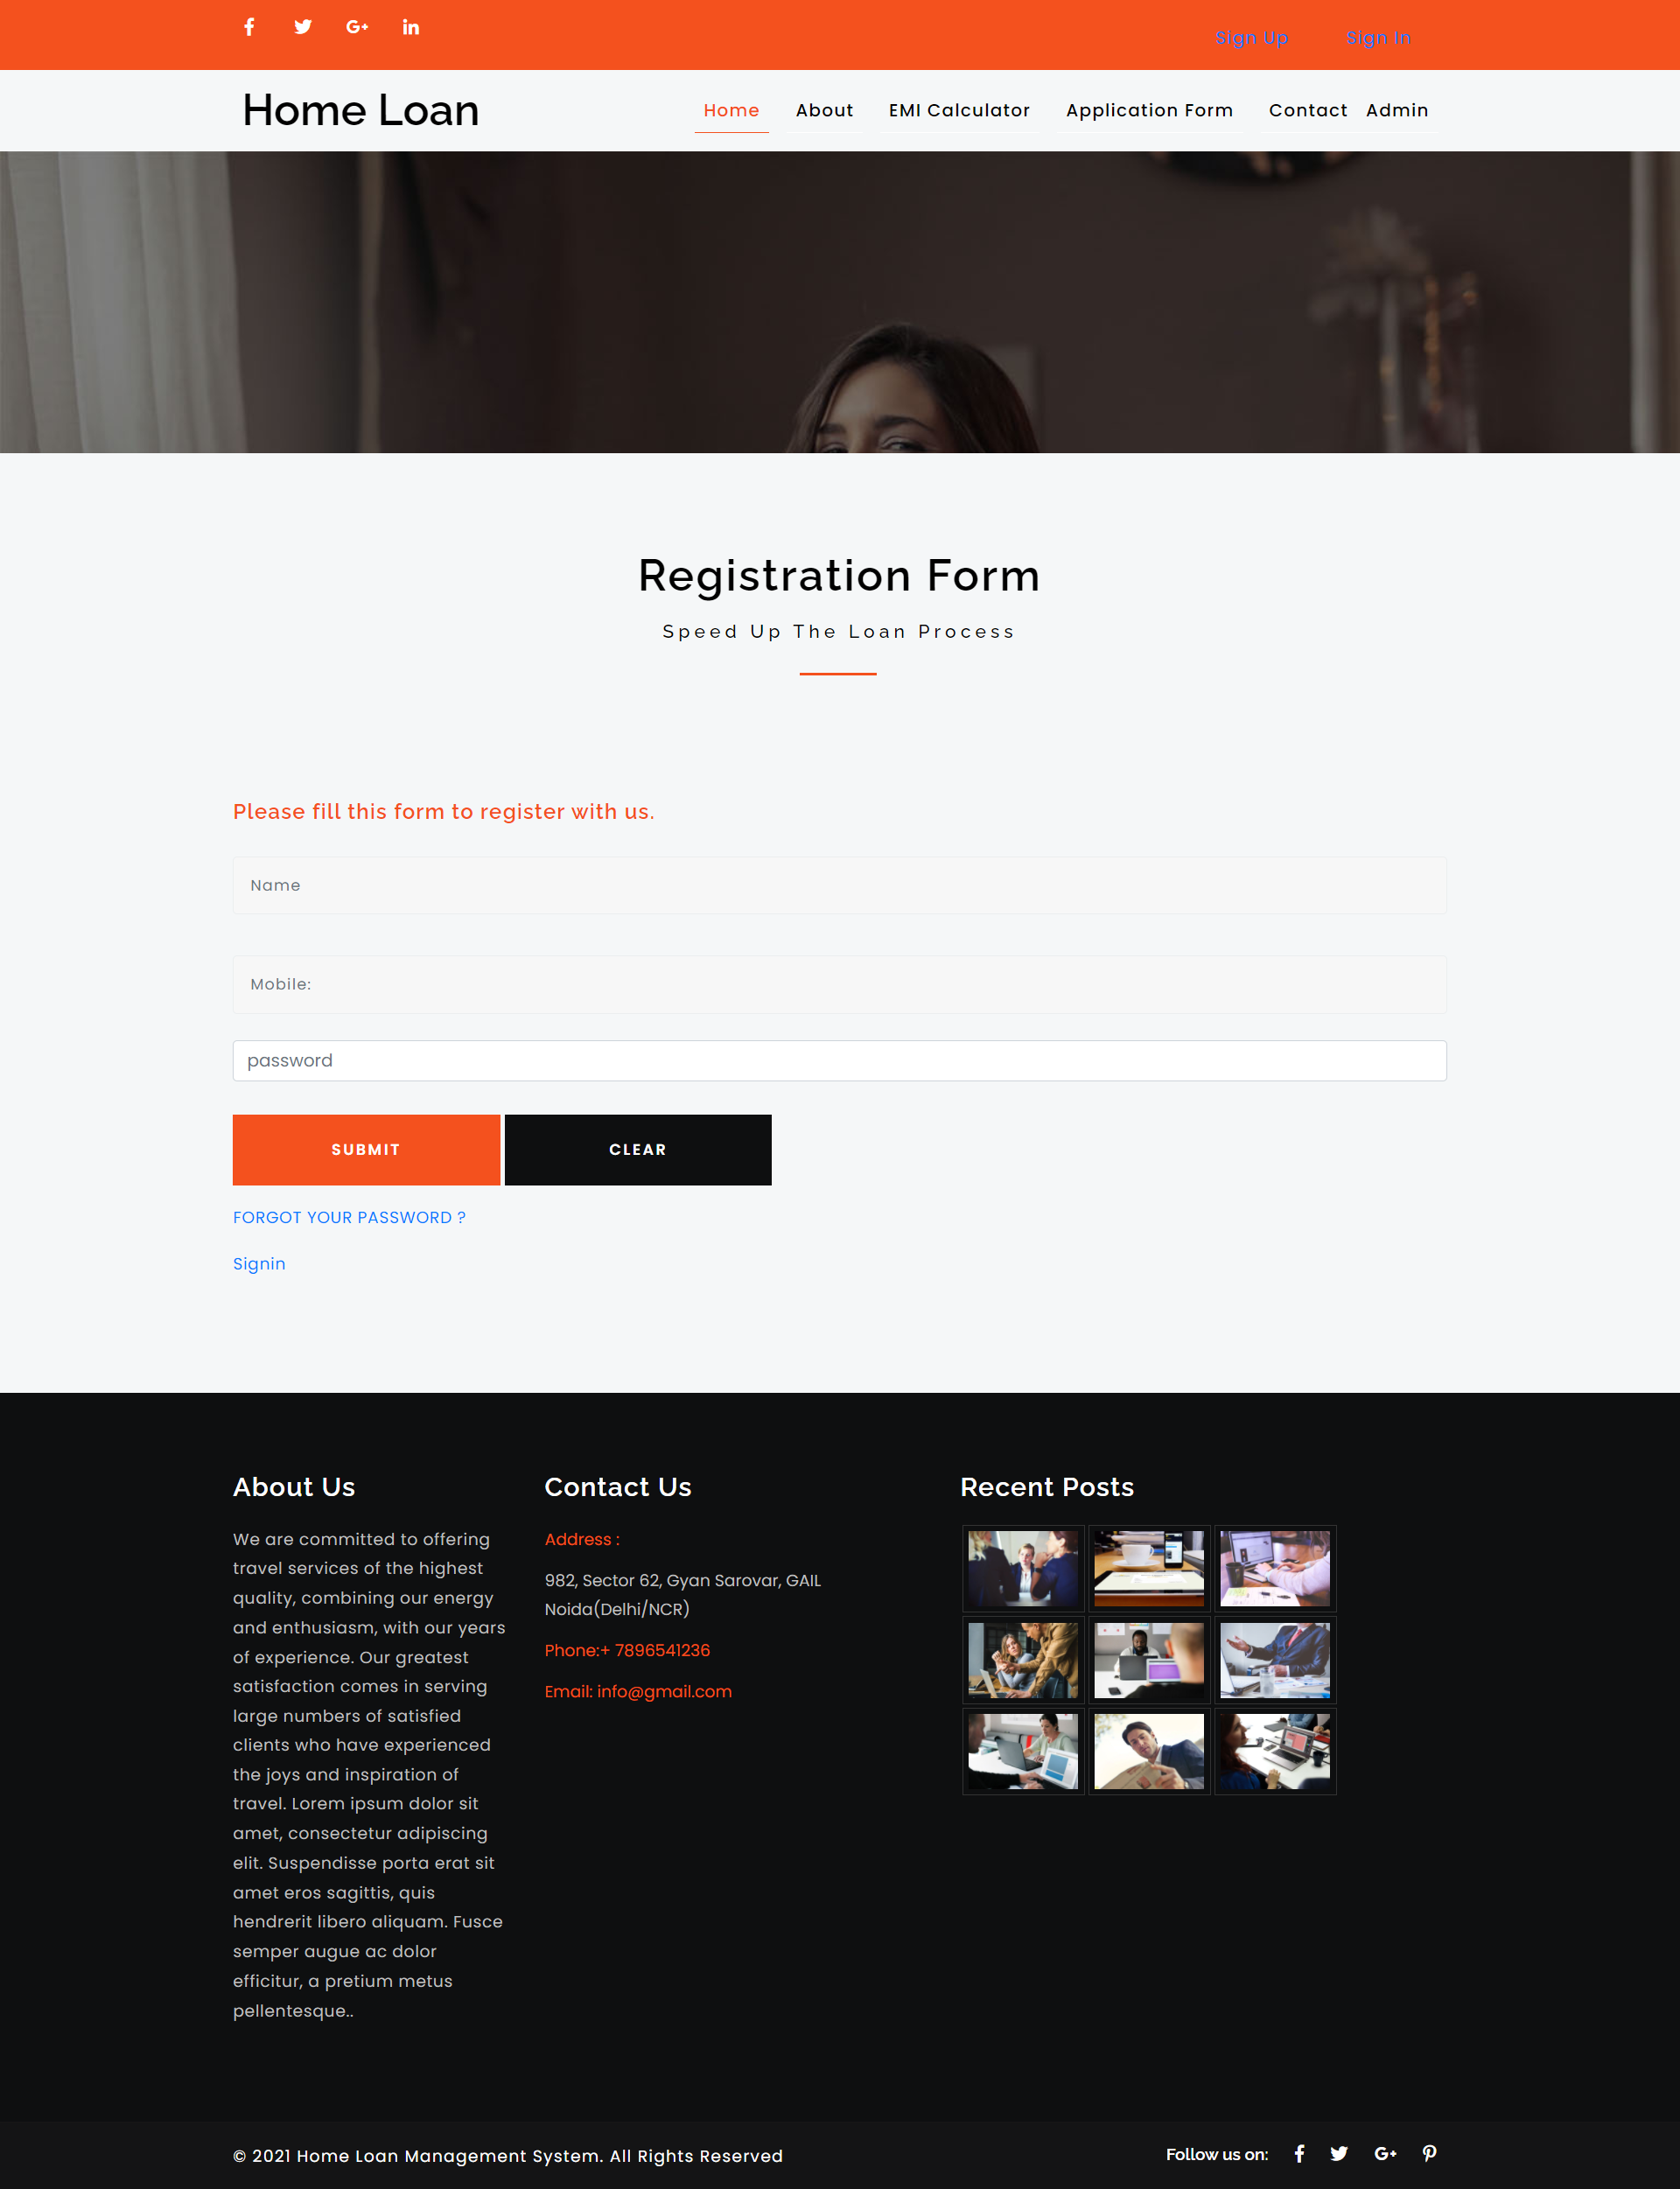 Sign Up Sign In
Home Loan
Home About EMI Calculator Application Form Contact Admin
Registration Form
Speed Up The Loan Process
Please fill this form to register with us.
Name
Mobile:
password
SUBMIT CLEAR
FORGOT YOUR PASSWORD ?
Signin
About Us
We are committed to offering
travel services of the highest
quality, combining our energy
and enthusiasm, with our years
of experience. Our greatest
satisfaction comes in serving
large numbers of satisfied
clients who have experienced
the joys and inspiration of
travel. Lorem ipsum dolor sit
amet, consectetur adipiscing
elit. Suspendisse porta erat sit
amet eros sagittis, quis
hendrerit libero aliquam. Fusce
semper augue ac dolor
efficitur, a pretium metus
pellentesque..
Contact Us
Address :
982, Sector 62, Gyan Sarovar, GAIL
Noida(Delhi/NCR)
Phone:+ 7896541236
Email: info@gmail.com
Recent Posts
© 2021 Home Loan Management System. All Rights Reserved
Follow us on: